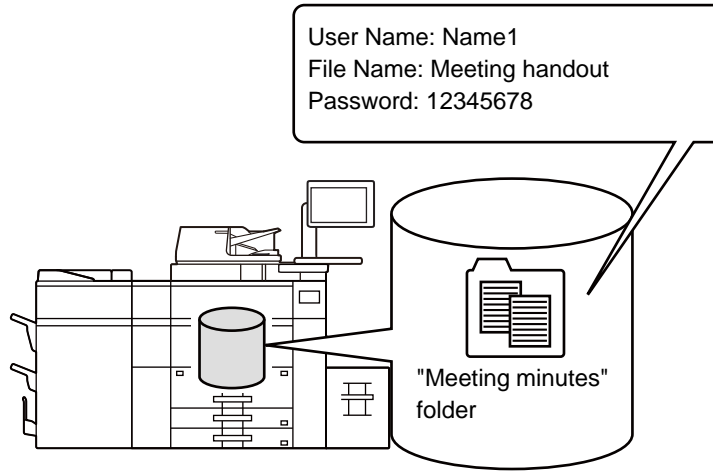 User Name: Name1
File Name: Meeting handout
Password: 12345678
"Meeting minutes"
folder